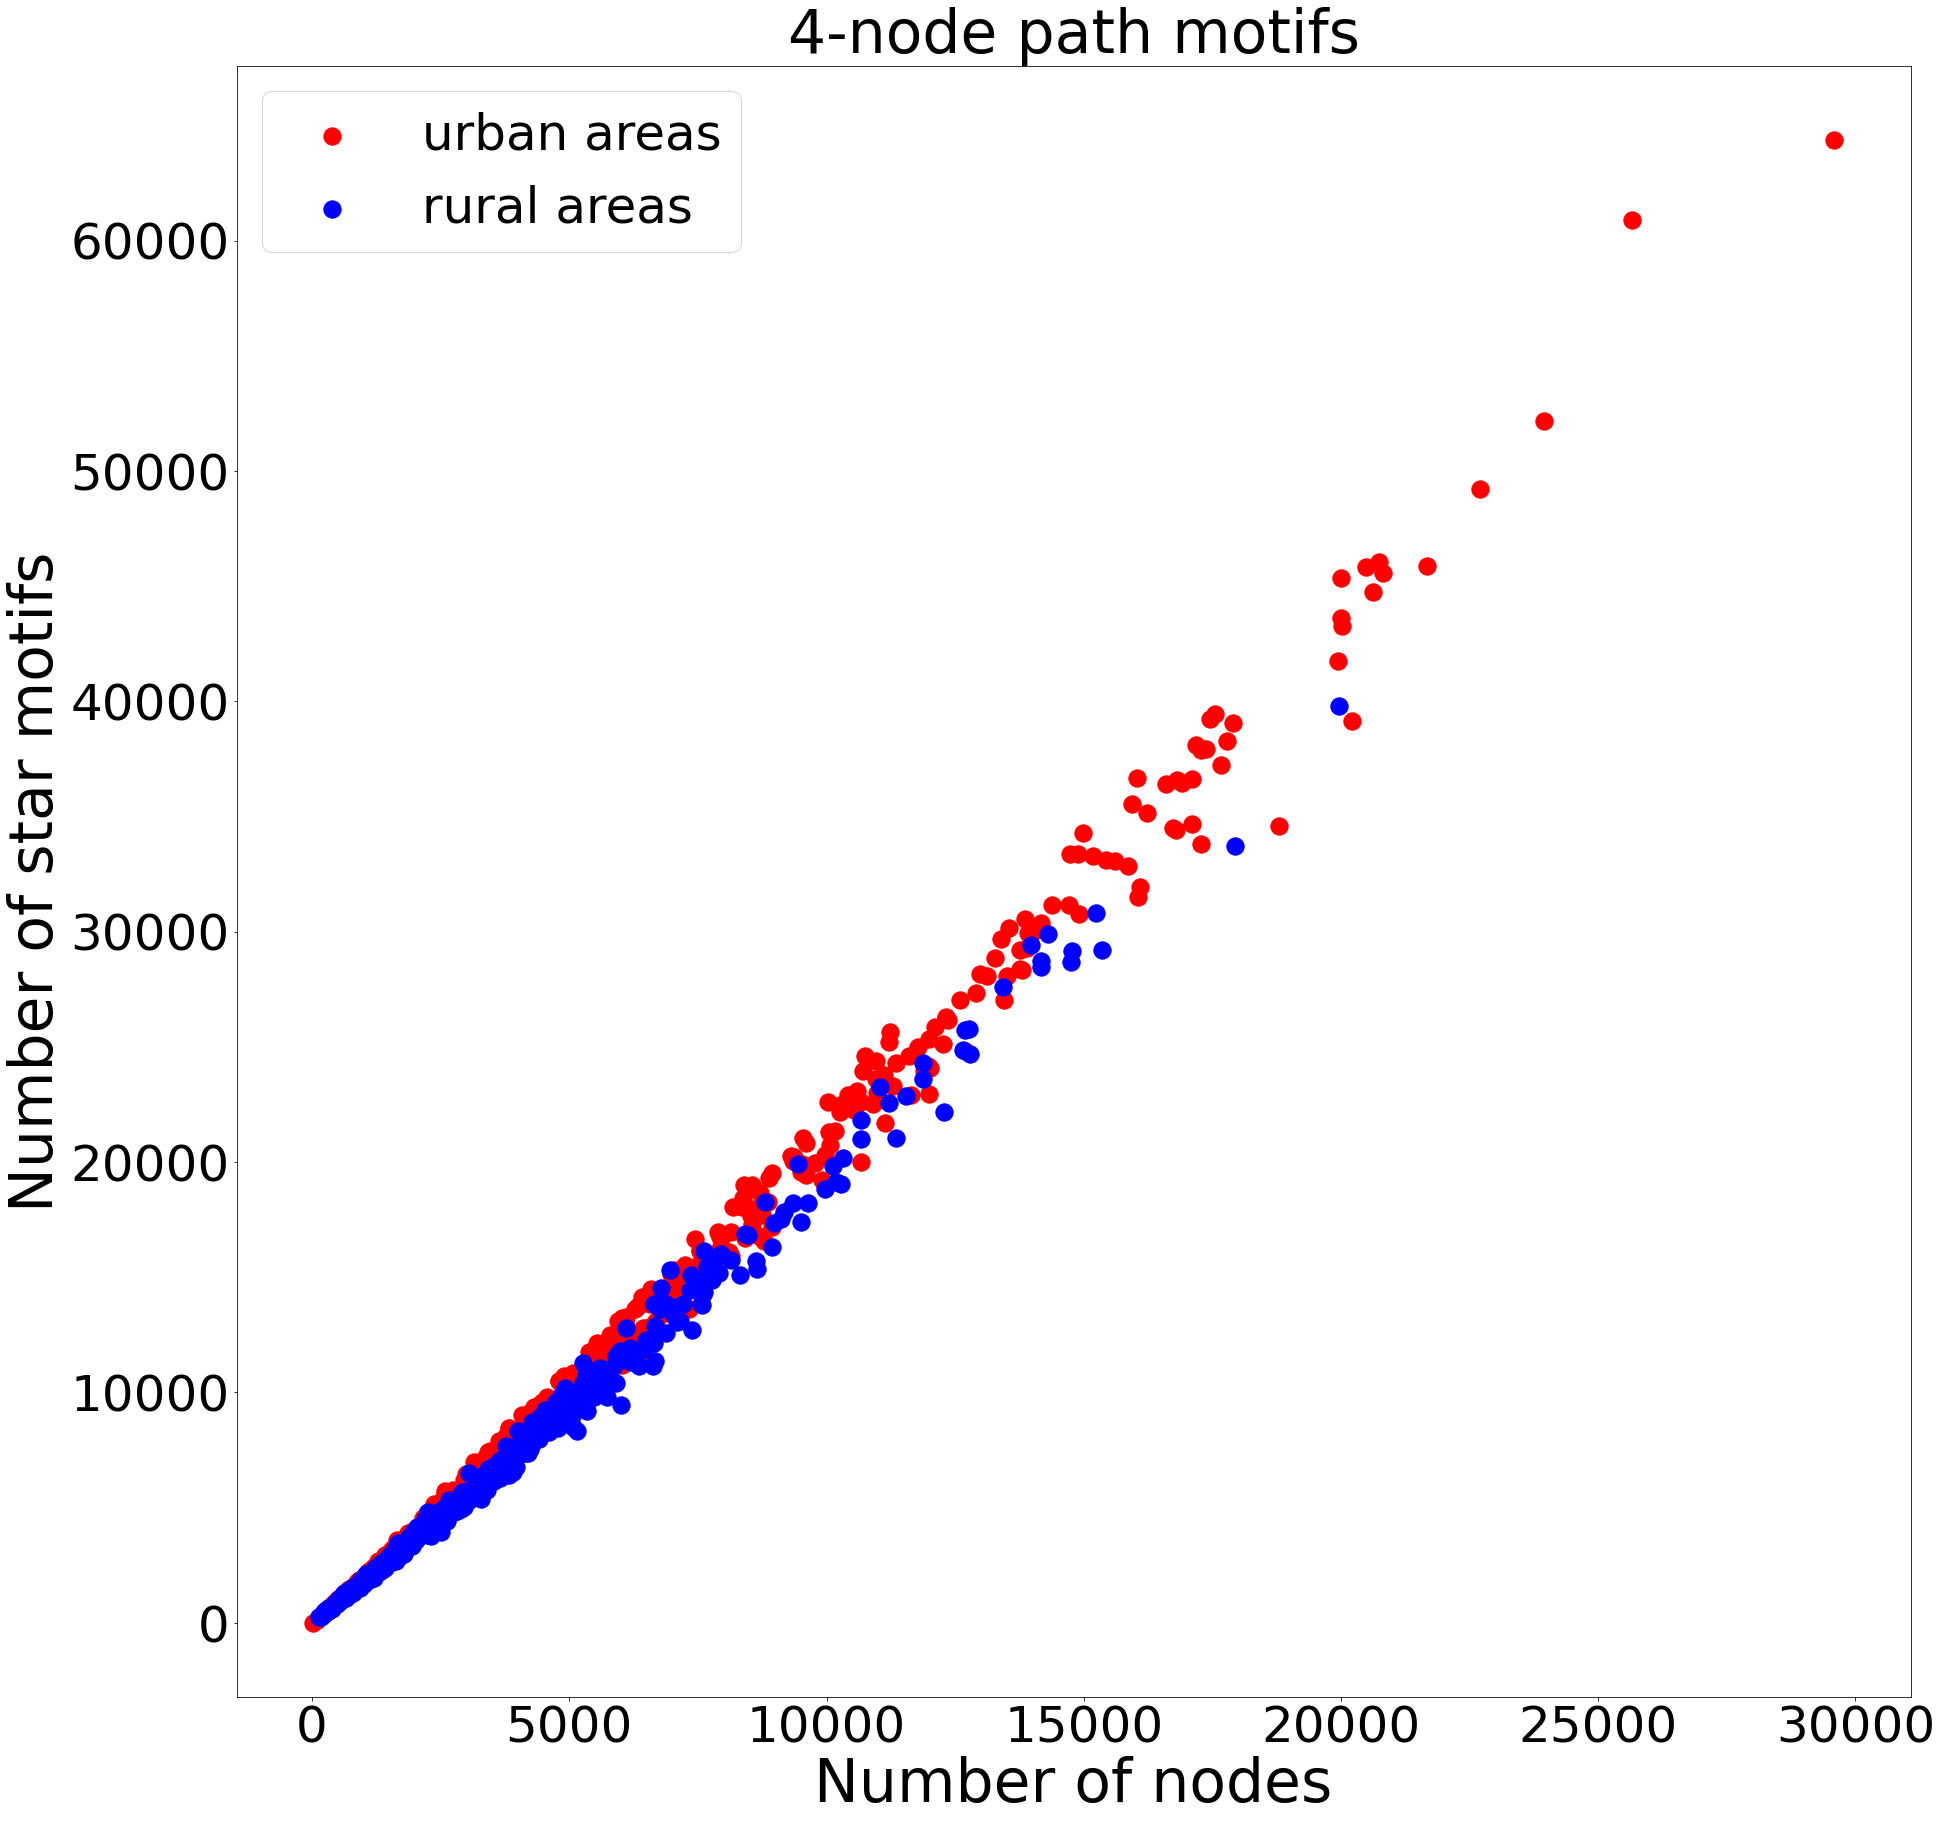 4-node path motifs
urban areas
rural areas
Number of star motifs
60000
50000
40000
30000
20000
10000
0
0 5000 10000 15000 20000 25000 30000
Number of nodes